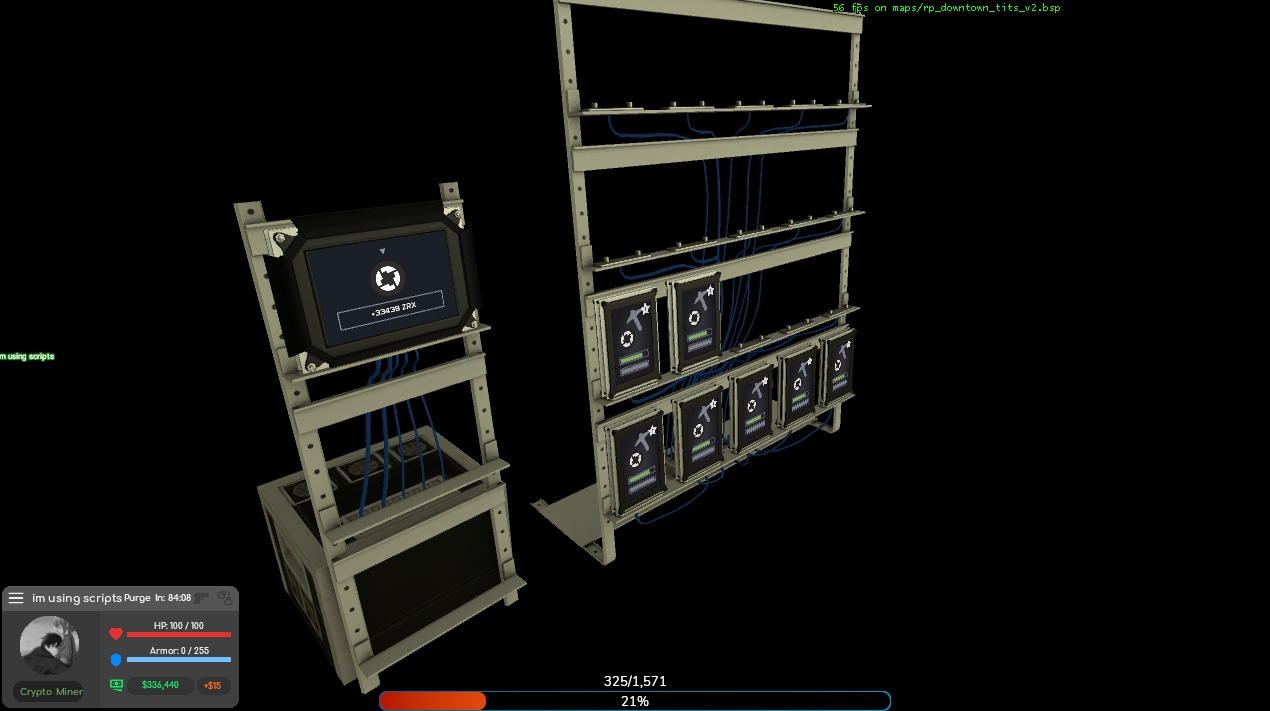 56 fps on maps/rp_downtown_tits_v2.bsp
+33439 ZRX
im using scripts
im using scripts Purge In: 84:08
HP: 100 / 100
Armor: 0 / 255
Crypto Miner
$336,440
+$15
325/1,571
21%